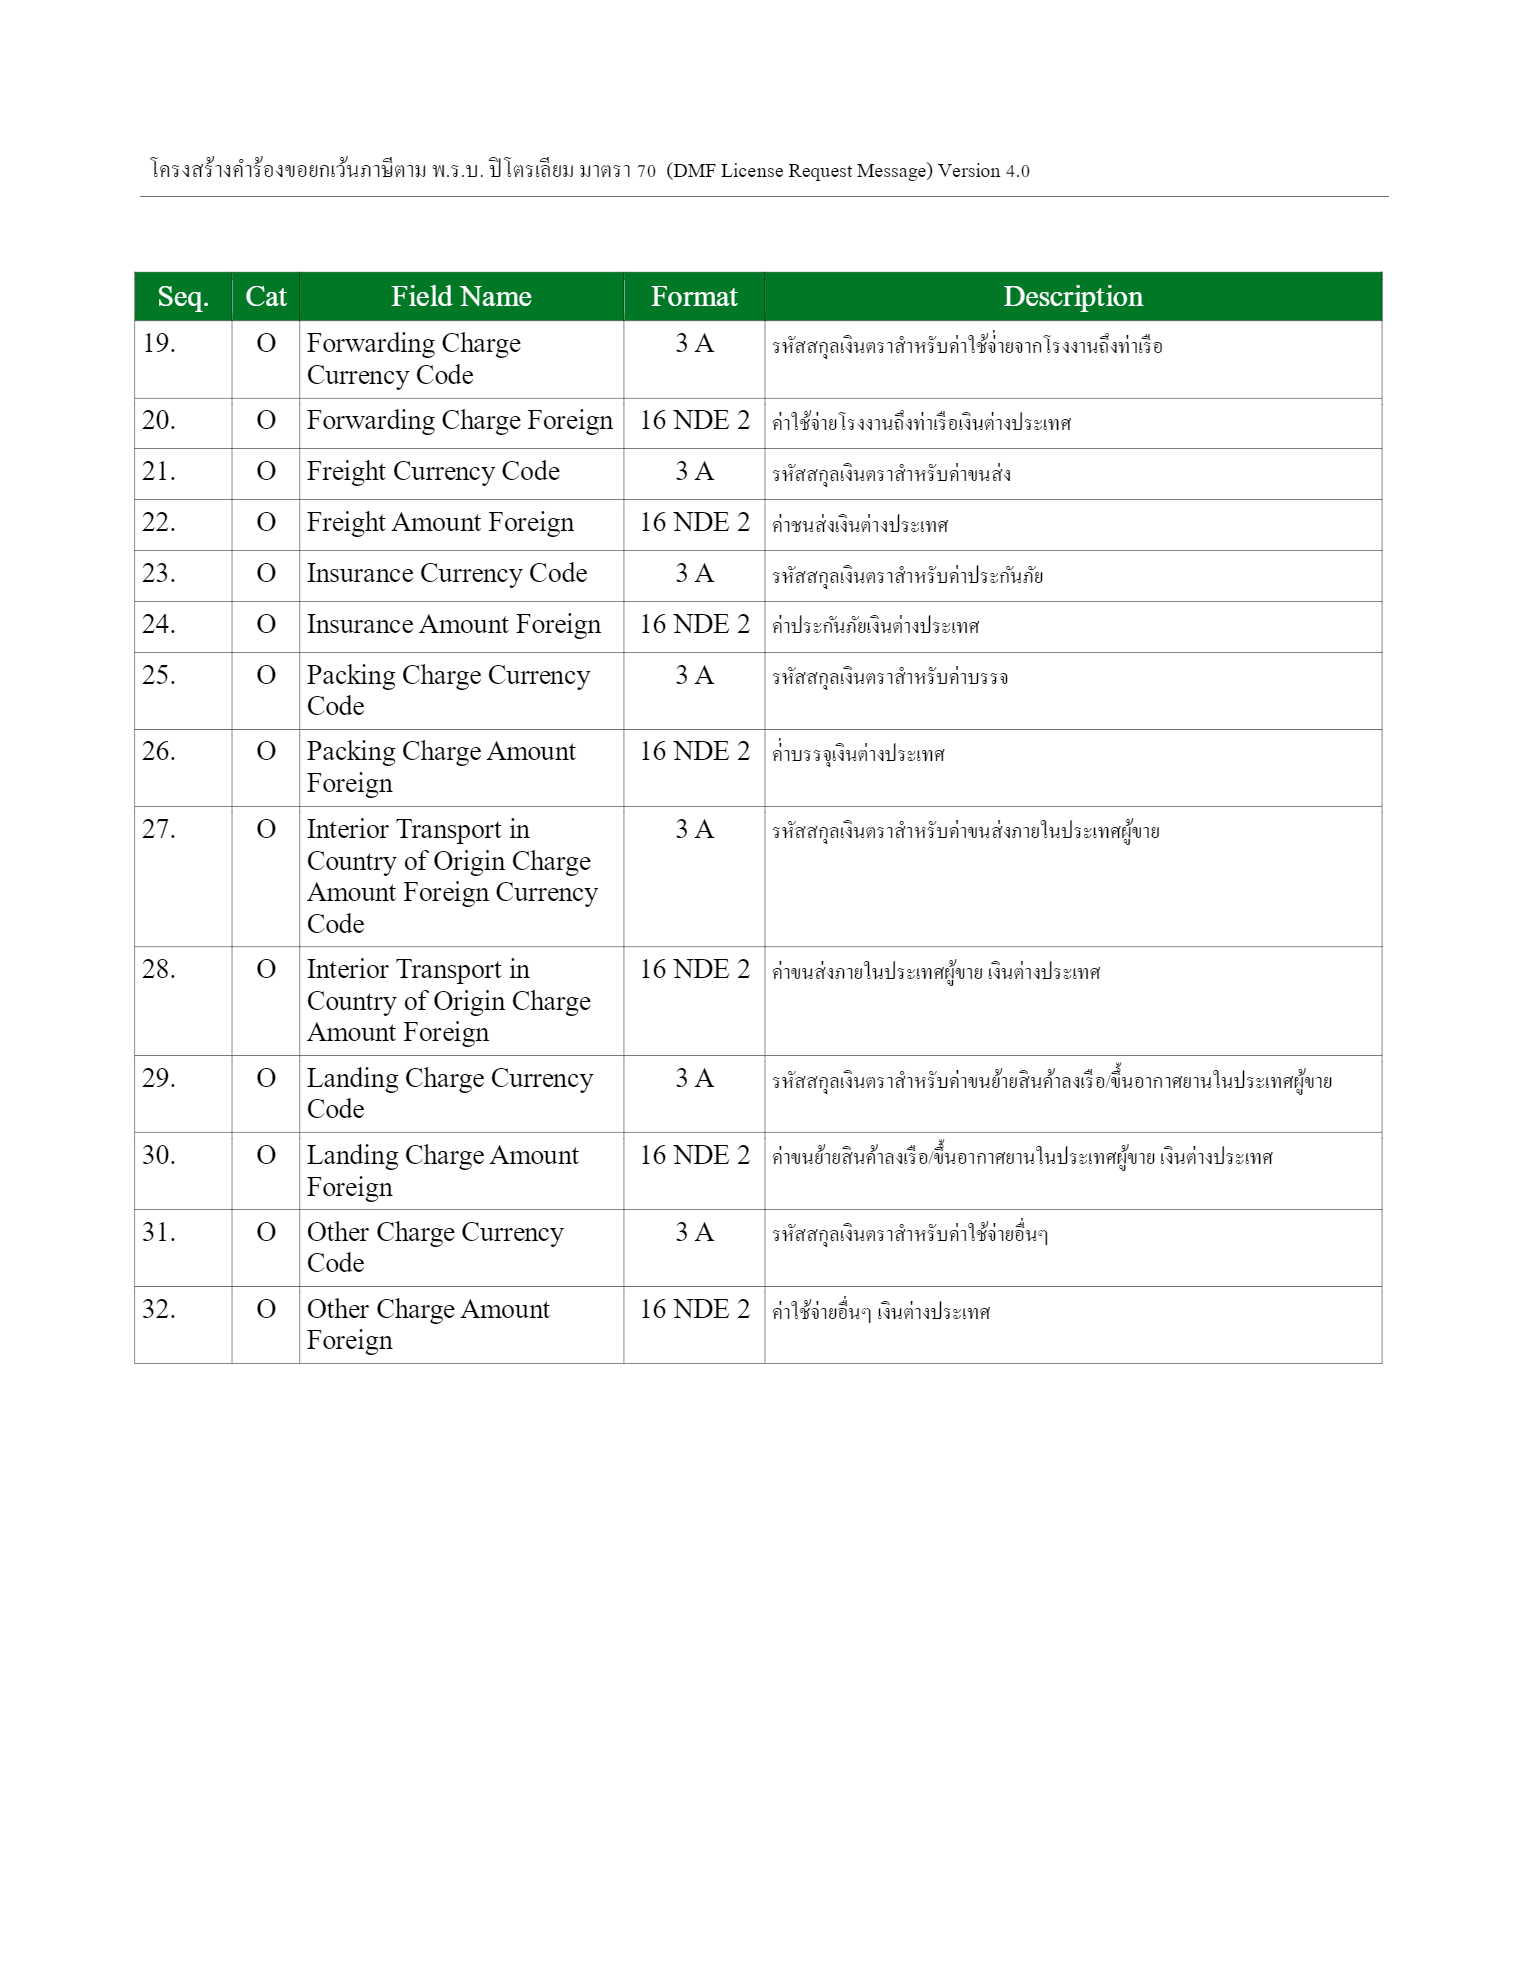 โครงสร้างคำร้องขอยกเว้นภาษีตาม พ.ร.บ. ปิโตรเลียม มาตรา 70 (DMF License Request Message) Version 4.0
Seq. Cat Field Name Format Description
19. O Forwarding Charge 3 A รหัสสกุลเงินตราสำหรับค่าใช้จ่ายจากโรงงานถึงท่าเรือ
Currency Code
20. O Forwarding Charge Foreign 16 NDE 2 ค่าใช้จ่ายโรงงานถึงท่าเรือเงินต่างประเทศ
21. O Freight Currency Code 3 A รหัสสกุลเงินตราสำหรับค่าขนส่ง
22. O Freight Amount Foreign 16 NDE 2 ค่าชนส่งเงินต่างประเทศ
23. O Insurance Currency Code 3 A รหัสสกุลเงินตราสำหรับค่าประกันภัย
24. O Insurance Amount Foreign 16 NDE 2 ค่าประกันภัยเงินต่างประเทศ
25. O Packing Charge Currency 3 A รหัสสกุลเงินตราสำหรับค่าบรรจ
Code
26. O Packing Charge Amount 16 NDE 2 ค่าบรรจุเงินต่างประเทศ
Foreign
27. O Interior Transport in 3 A รหัสสกุลเงินตราสำหรับค่าขนส่งภายในประเทศผู้ขาย
Country of Origin Charge
Amount Foreign Currency
Code
28. O Interior Transport in 16 NDE 2 ค่าขนส่งภายในประเทศผู้ขาย เงินต่างประเทศ
Country of Origin Charge
Amount Foreign
29. O Landing Charge Currency 3 A รหัสสกุลเงินตราสำหรับค่าขนย้ายสินค้าลงเรือ/ขึ้นอากาศยานในประเทศผู้ขาย
Code
30. O Landing Charge Amount 16 NDE 2 ค่าขนย้ายสินค้าลงเรือ/ขึ้นอากาศยานในประเทศผู้ขาย เงินต่างประเทศ
Foreign
31. O Other Charge Currency 3 A รหัสสกุลเงินตราสำหรับค่าใช้จ่ายอื่นๆ
Code
32. O Other Charge Amount 16 NDE 2 ค่าใช้จ่ายอื่นๆ เงินต่างประเทศ
Foreign